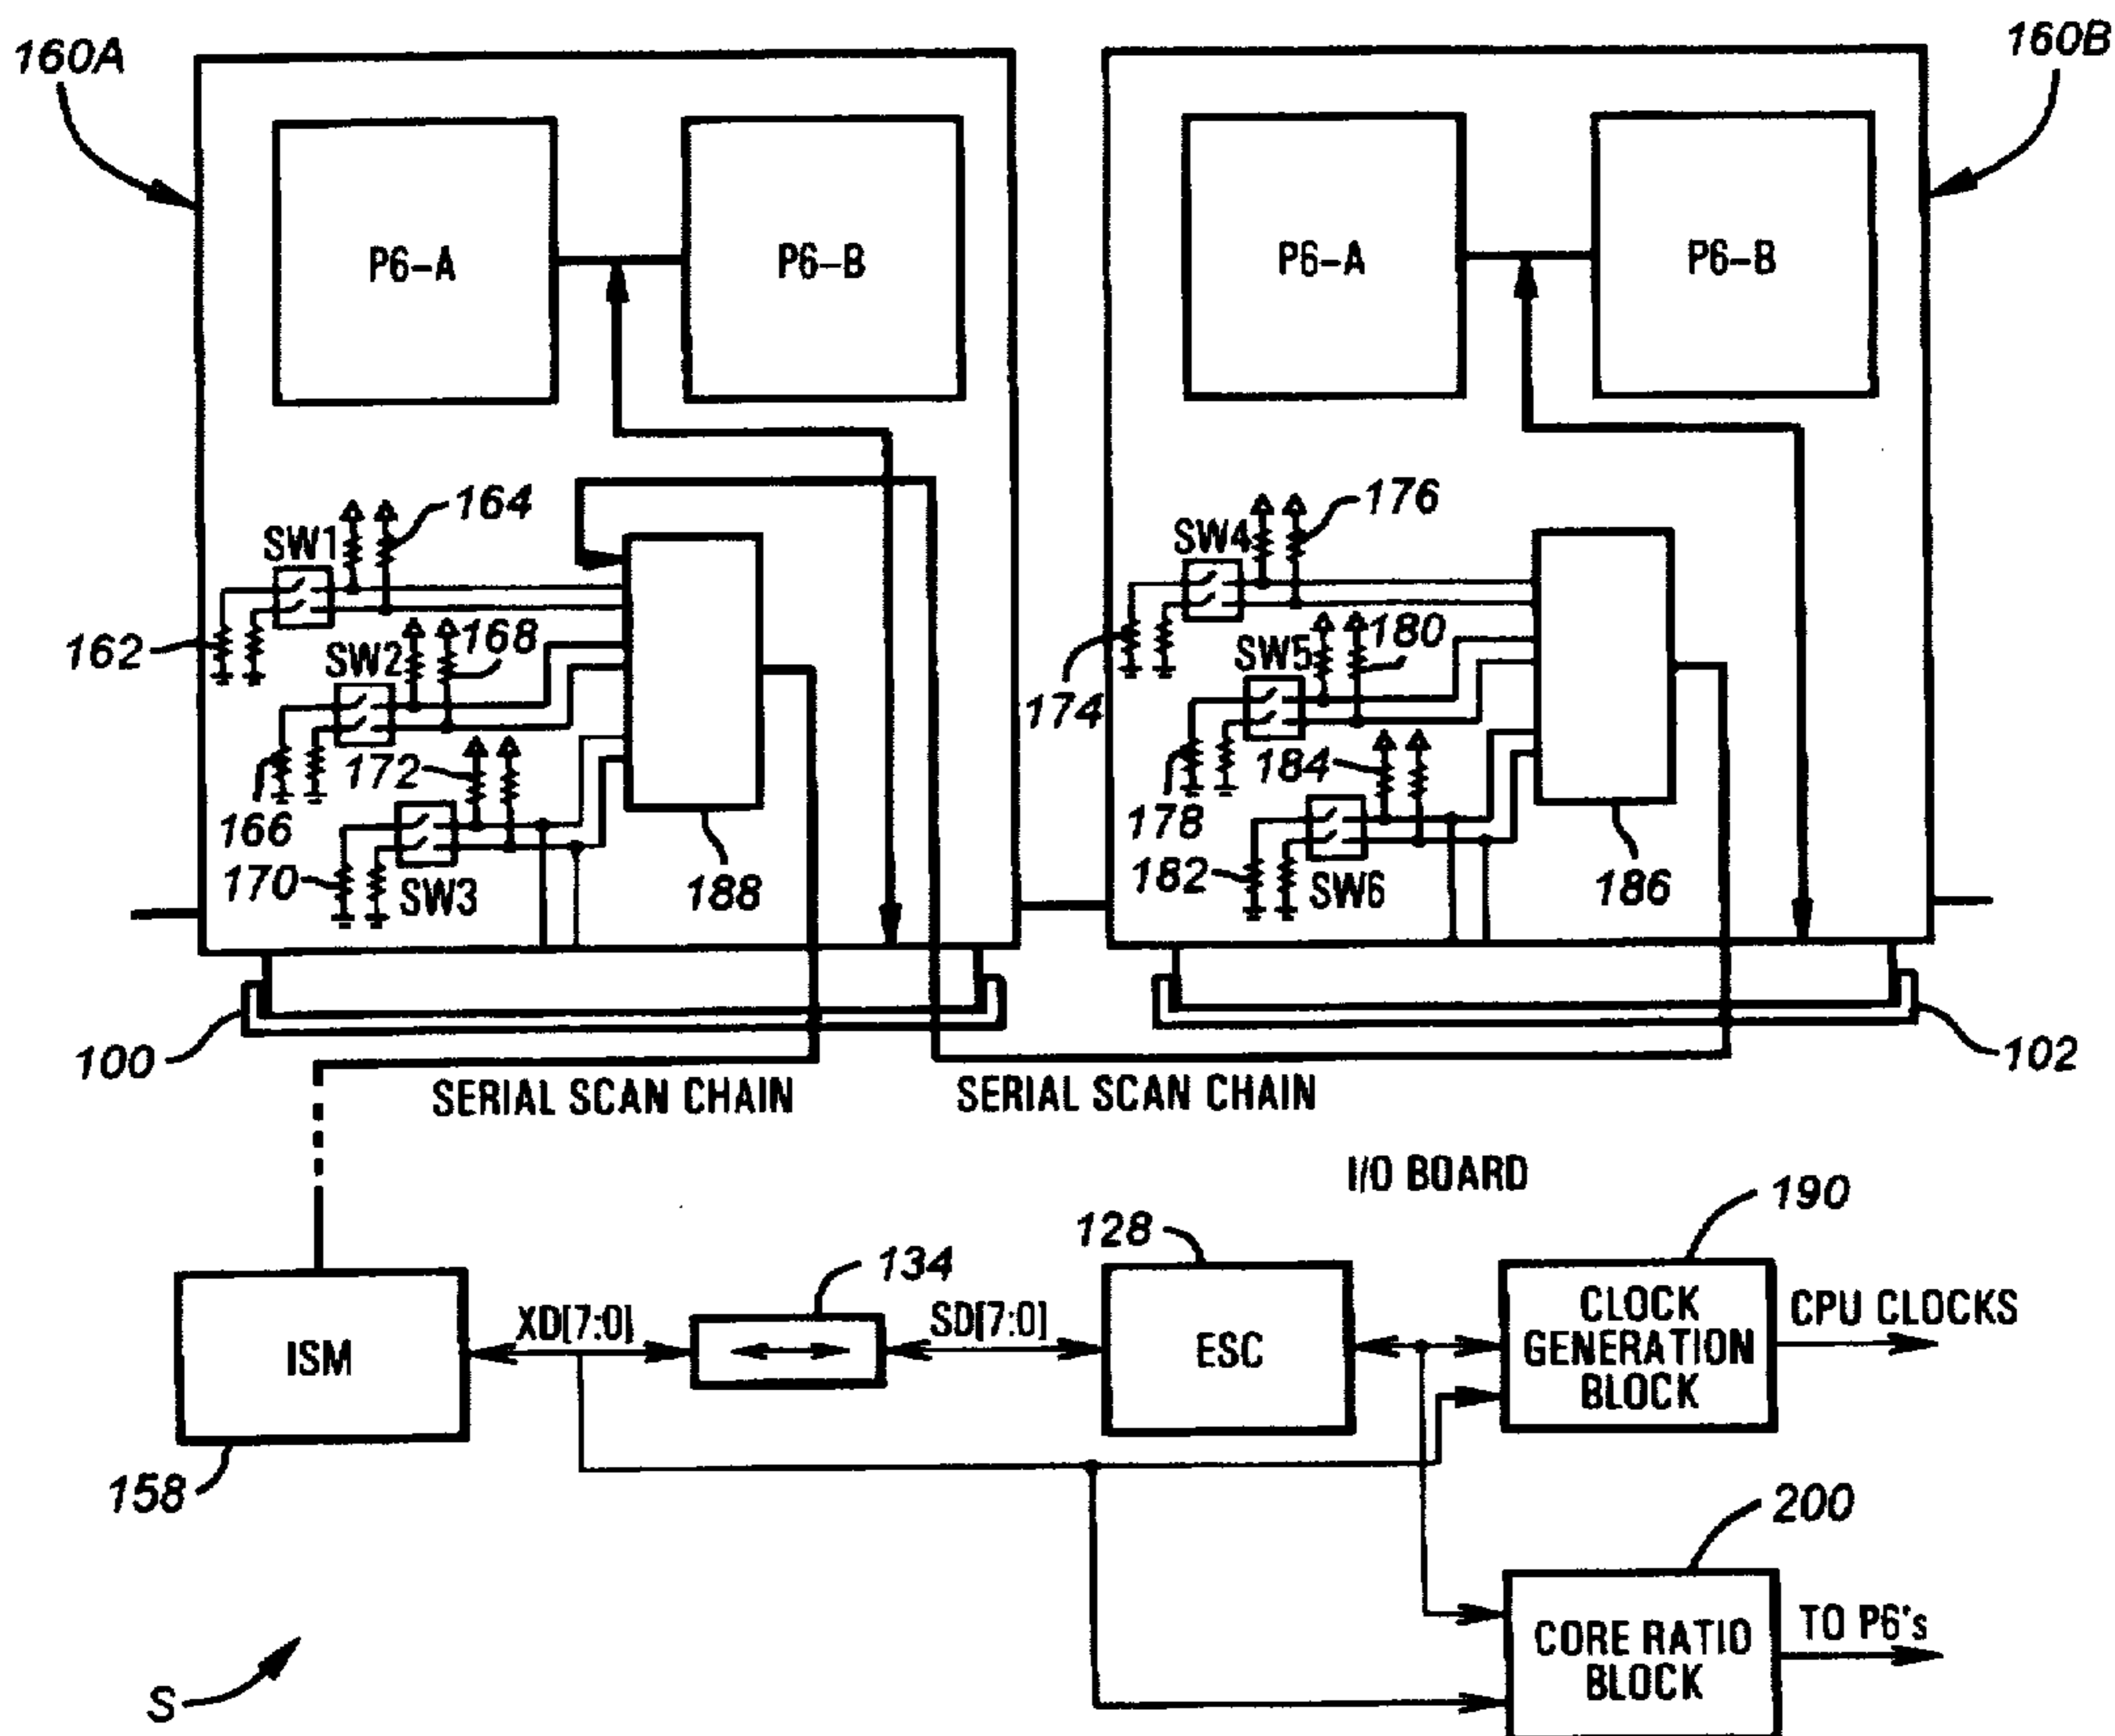 160A
160B
P6-A
P6-B
P6-A
P6-B
164
176
SW1
SW4
162
SW2
168
174
SW5
180
172
184
166
178
170
SW3
188
182
SW6
186
100
102
SERIAL SCAN CHAIN
SERIAL SCAN CHAIN
I/O BOARD
190
128
134
XD[7:0]
SD[7:0]
ISM
ESC
CLOCK
GENERATION
BLOCK
CPU CLOCKS
158
200
CORE RATIO
BLOCK
TO P6's
S